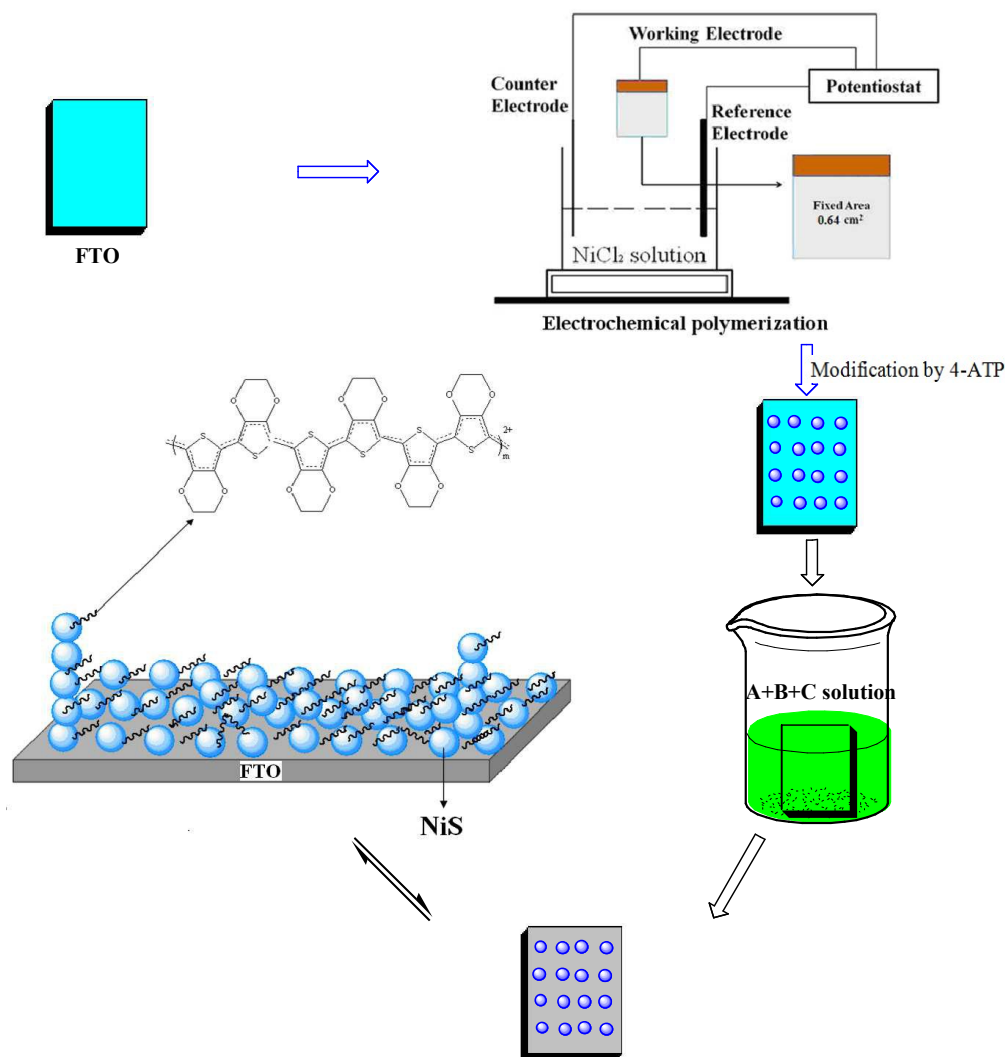 Working Electrode
Counter
Electrode
Potentiostat
Reference
Electrode
Fixed Area
0.64 cm²
FTO
NiCl₂ solution
Electrochemical polymerization
Modification by 4-ATP
O O O O O O
S S S S S S
O O O O O O
2+
m
A+B+C solution
FTO
NiS